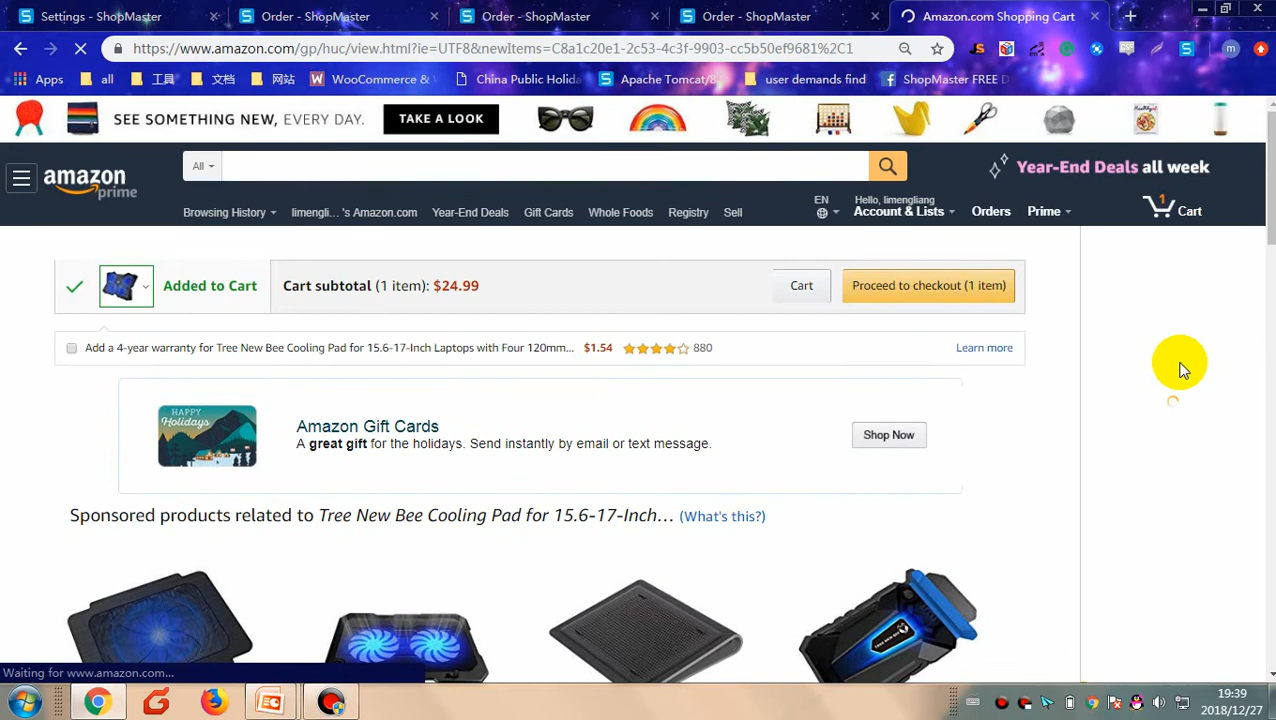 Settings - ShopMaster
Order - ShopMaster
Order - ShopMaster
Order - ShopMaster
Amazon.com Shopping Cart
https://www.amazon.com/gp/huc/view.html?ie=UTF8&newItems=C8a1c20e1-2c53-4c3f-9903-cc5b50ef9681%2C1
Apps
all
工具
文档
网站
WooCommerce &
China Public Holida
Apache Tomcat/8
user demands find
ShopMaster FREE D
SEE SOMETHING NEW, EVERY DAY.
TAKE A LOOK
All
Year-End Deals all week
amazon
prime
Browsing History
limengli... 's Amazon.com
Year-End Deals
Gift Cards
Whole Foods
Registry
Sell
EN
Hello, limengliang
Account & Lists
Orders
Prime
1
Cart
Added to Cart
Cart subtotal (1 item): $24.99
Cart
Proceed to checkout (1 item)
Add a 4-year warranty for Tree New Bee Cooling Pad for 15.6-17-Inch Laptops with Four 120mm... $1.54 880
Learn more
HAPPY
Holidays
Amazon Gift Cards
A great gift for the holidays. Send instantly by email or text message.
Shop Now
Sponsored products related to Tree New Bee Cooling Pad for 15.6-17-Inch... (What's this?)
TREE NEW BEE
Waiting for www.amazon.com...
19:39
2018/12/27